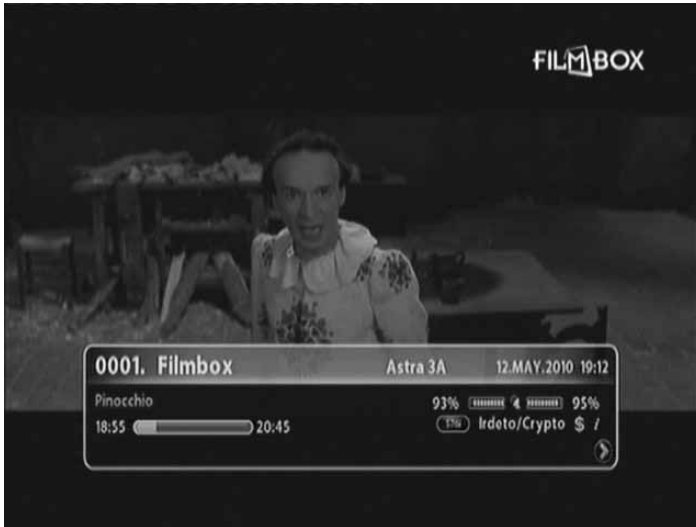 FILMBOX
0001. Filmbox
Astra 3A
12.MAY.2010 19:12
Pinocchio
93% 95%
18:55 20:45
576i Irdeto/Crypto $ i